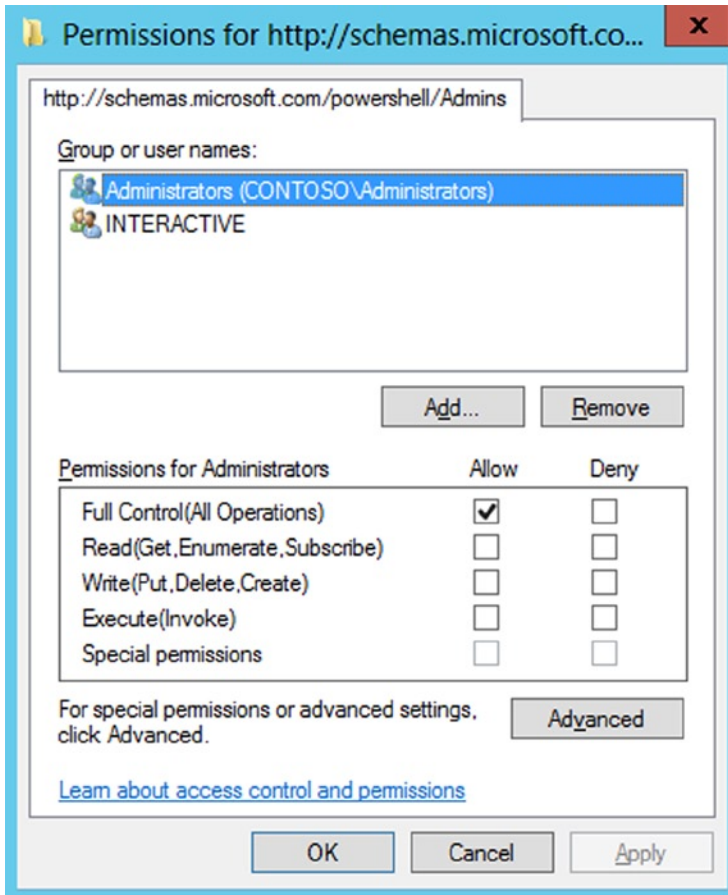 Permissions for http://schemas.microsoft.co...
X
http://schemas.microsoft.com/powershell/Admins
Group or user names:
Administrators (CONTOSO\Administrators)
INTERACTIVE
Add... Remove
Permissions for Administrators Allow Deny
Full Control(All Operations)
Read(Get,Enumerate,Subscribe)
Write(Put,Delete,Create)
Execute(Invoke)
Special permissions
For special permissions or advanced settings,
click Advanced.
Advanced
Learn about access control and permissions
OK Cancel Apply